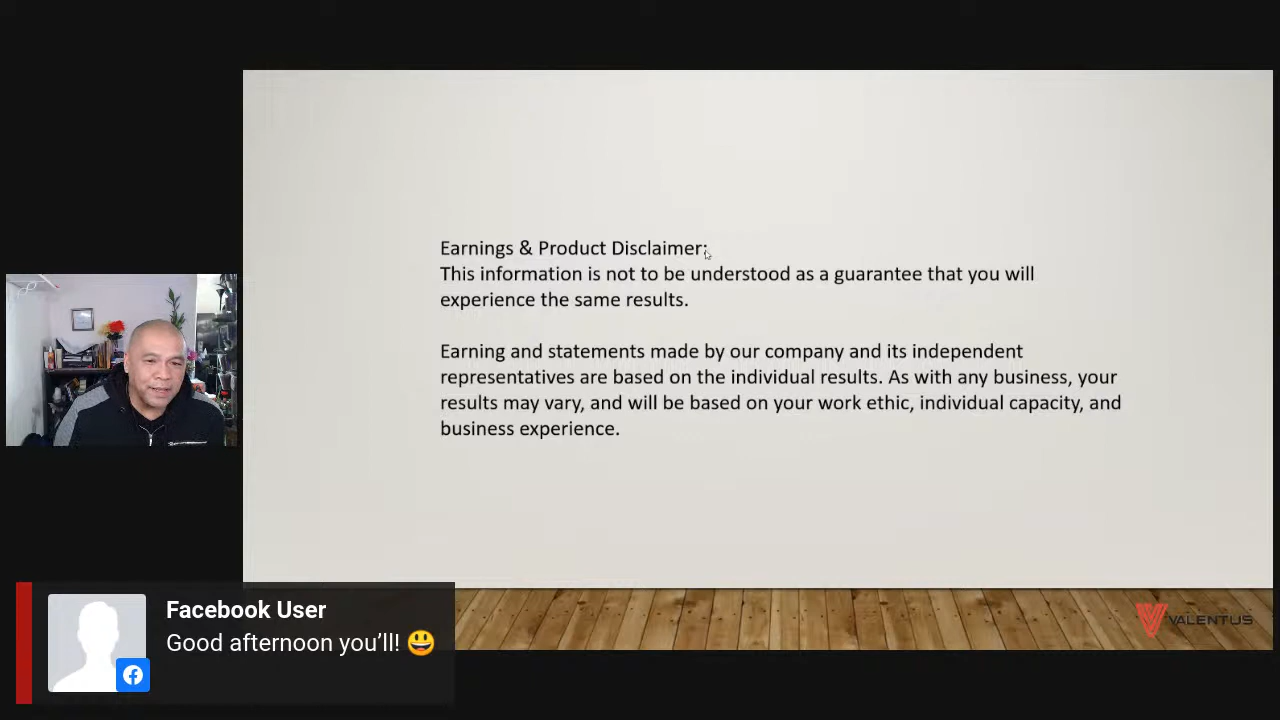 Earnings & Product Disclaimer:
This information is not to be understood as a guarantee that you will
experience the same results.
Earning and statements made by our company and its independent
representatives are based on the individual results. As with any business, your
results may vary, and will be based on your work ethic, individual capacity, and
business experience.
Facebook User
Good afternoon you’ll! 😃
VALENTUS